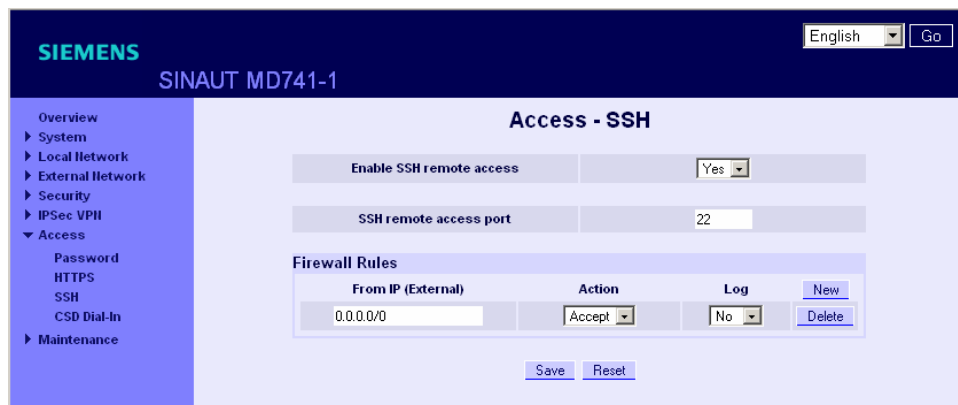 English
Go
SIEMENS
SINAUT MD741-1
Overview
System
Local Network
External Network
Security
IPSec VPN
Access
Password
HTTPS
SSH
CSD Dial-In
Maintenance
Access - SSH
Enable SSH remote access
Yes
SSH remote access port
22
Firewall Rules
From IP (External) Action Log New
0.0.0.0/0 Accept No Delete
Save Reset